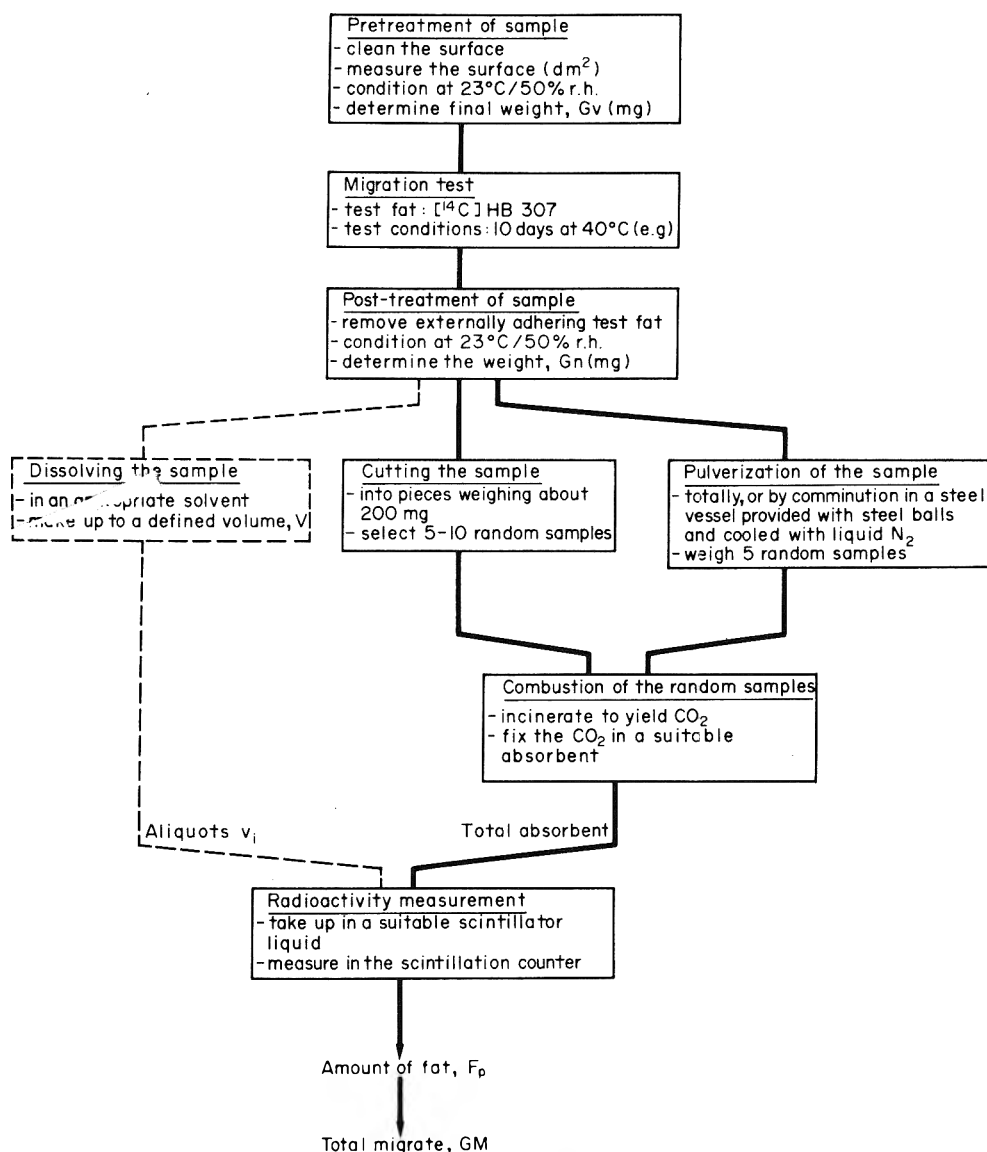 Pretreatment of sample
- clean the surface
- measure the surface (dm²)
- condition at 23°C/50% r.h.
- determine final weight, Gv (mg)
Migration test
- test fat: [¹⁴C] HB 307
- test conditions: 10 days at 40°C (e.g)
Post-treatment of sample
- remove externally adhering test fat
- condition at 23°C/50% r.h.
- determine the weight, Gn (mg)
Dissolving the sample
- in an solvent
- up to a defined volume, V
Cutting the sample
- into pieces weighing about
200 mg
- select 5-10 random samples
Pulverization of the sample
- totally, or by comminution in a steel
vessel provided with steel balls
and cooled with liquid N₂
- weigh 5 random samples
Combustion of the random samples
- incinerate to yield CO₂
- fix the CO₂ in a suitable
absorbent
Aliquots vᵢ
Total absorbent
Radioactivity measurement
- take up in a suitable scintillator
liquid
- measure in the scintillation counter
Amount of fat, Fₚ
Total migrate, GM